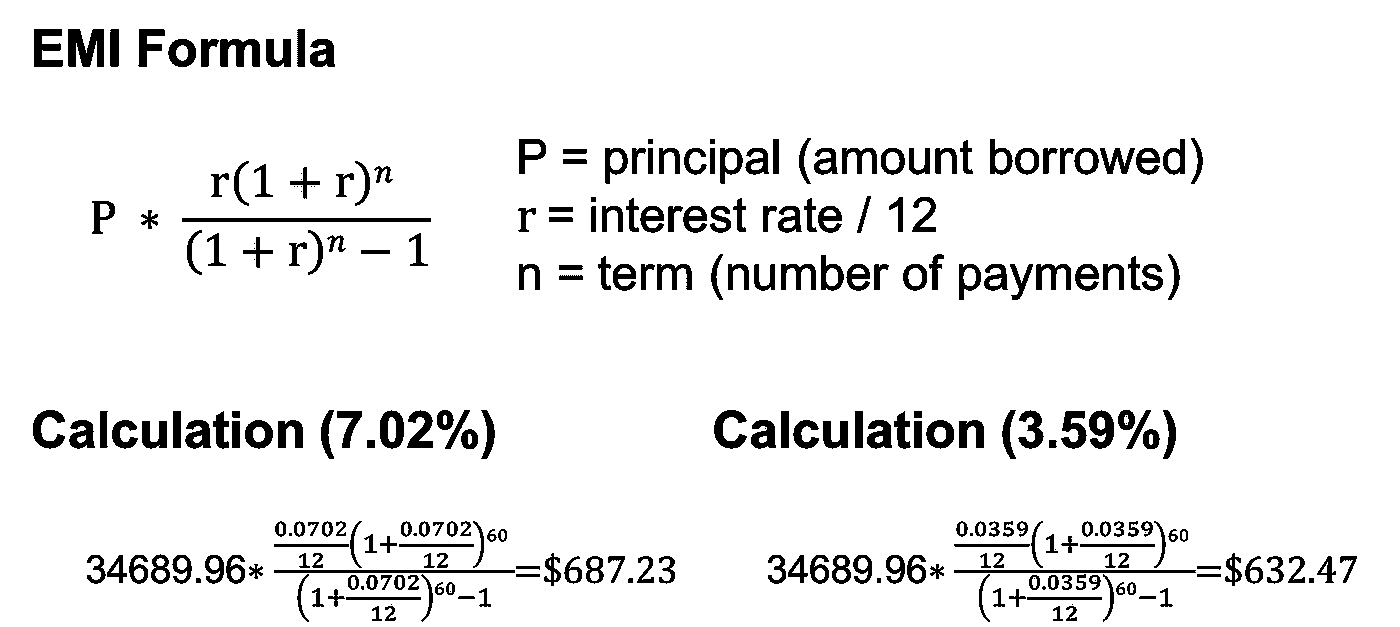 EMI Formula
P * r(1 + r)ⁿ / (1 + r)ⁿ − 1
P = principal (amount borrowed)
r = interest rate / 12
n = term (number of payments)
Calculation (7.02%)
34689.96* 0.0702/12 (1+0.0702/12)⁶⁰ / (1+0.0702/12)⁶⁰−1 =$687.23
Calculation (3.59%)
34689.96* 0.0359/12 (1+0.0359/12)⁶⁰ / (1+0.0359/12)⁶⁰−1 =$632.47